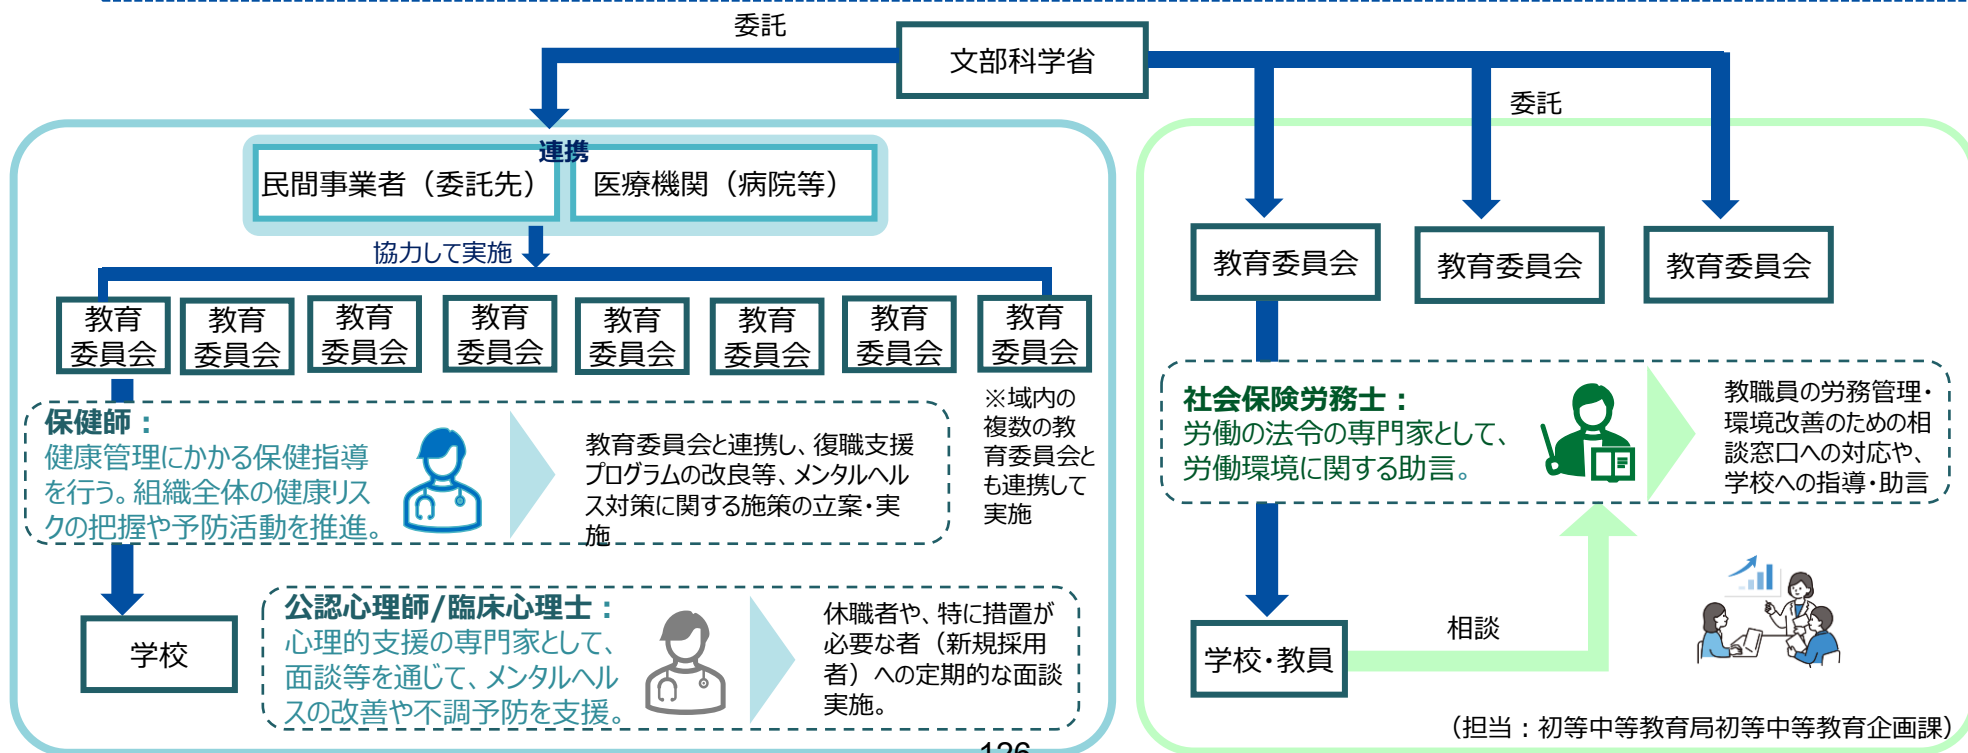 委託
文部科学省
委託
連携
民間事業者（委託先）
医療機関（病院等）
協力して実施
教育
委員会
教育
委員会
教育
委員会
教育
委員会
教育
委員会
教育
委員会
教育
委員会
教育
委員会
※域内の
複数の教
育委員会と
も連携して
実施
保健師：
健康管理にかかる保健指導
を行う。組織全体の健康リス
クの把握や予防活動を推進。
教育委員会と連携し、復職支援
プログラムの改良等、メンタルヘル
ス対策に関する施策の立案・実
施
学校
公認心理師/臨床心理士：
心理的支援の専門家として、
面談等を通じて、メンタルヘル
スの改善や不調予防を支援。
休職者や、特に措置が
必要な者（新規採用
者）への定期的な面談
実施。
教育委員会
教育委員会
教育委員会
社会保険労務士：
労働の法令の専門家として、
労働環境に関する助言。
教職員の労務管理・
環境改善のための相
談窓口への対応や、
学校への指導・助言
学校・教員
相談
（担当：初等中等教育局初等中等教育企画課）
126